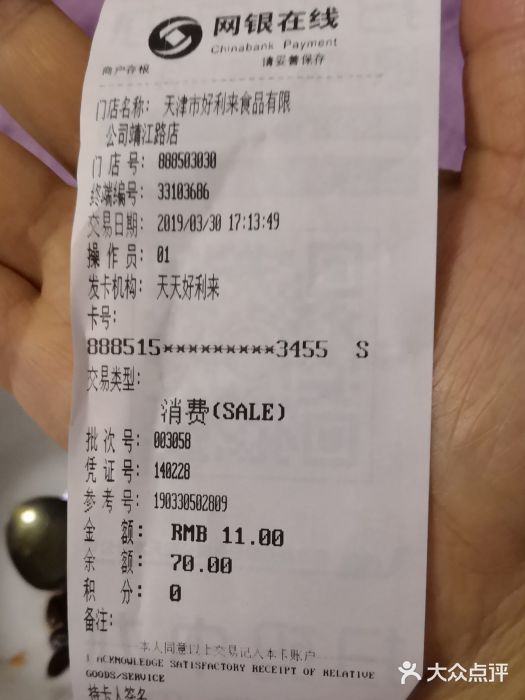 网银在线
Chinabank Payment
商户存根 请妥善保存
门店名称: 天津市好利来食品有限
公司靖江路店
门店号: 888503030
终端编号: 33103686
交易日期: 2019/03/30 17:13:49
操作员: 01
发卡机构: 天天好利来
卡号:
888515*********3455 S
交易类型:
消费(SALE)
批次号: 003058
凭证号: 140228
参考号: 190330502809
金额: RMB 11.00
余额: 70.00
积分: 0
备注:
本人同意以上交易记入本卡账户
I ACKNOWLEDGE SATISFACTORY RECEIPT OF RELATIVE
GOODS/SERVICE
持卡人签名
大众点评